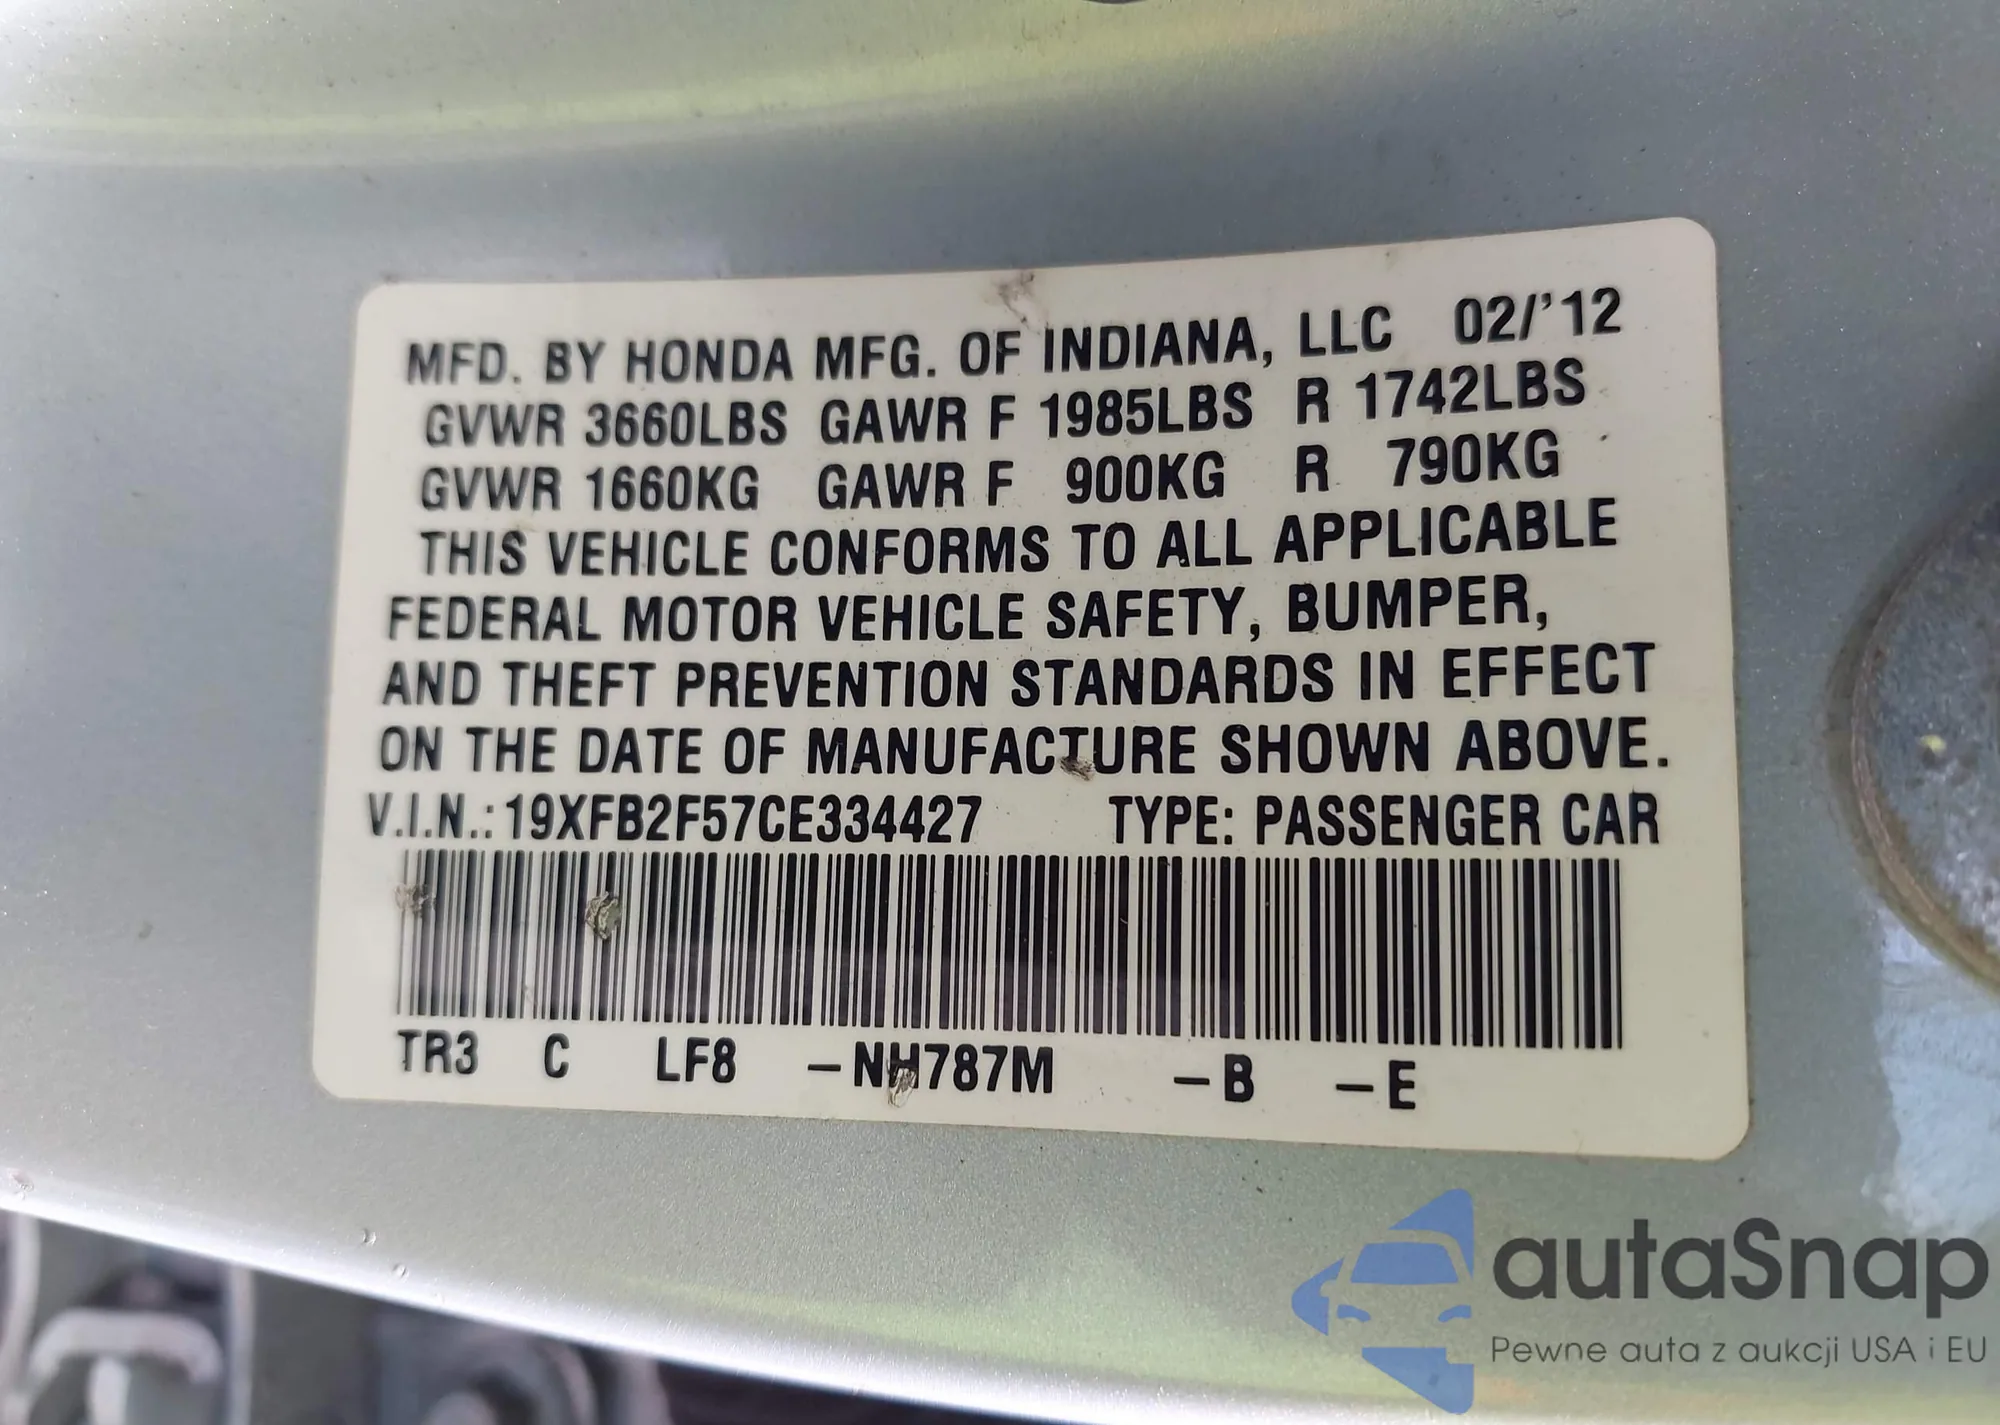 MFD. BY HONDA MFG. OF INDIANA, LLC 02/'12
GVWR 3660LBS GAWR F 1985LBS R 1742LBS
GVWR 1660KG GAWR F 900KG R 790KG
THIS VEHICLE CONFORMS TO ALL APPLICABLE
FEDERAL MOTOR VEHICLE SAFETY, BUMPER,
AND THEFT PREVENTION STANDARDS IN EFFECT
ON THE DATE OF MANUFACTURE SHOWN ABOVE.
V.I.N.: 19XFB2F57CE334427 TYPE: PASSENGER CAR
TR3 C LF8 –NH787M –B –E
autaSnap
Pewne auta z aukcji USA i EU